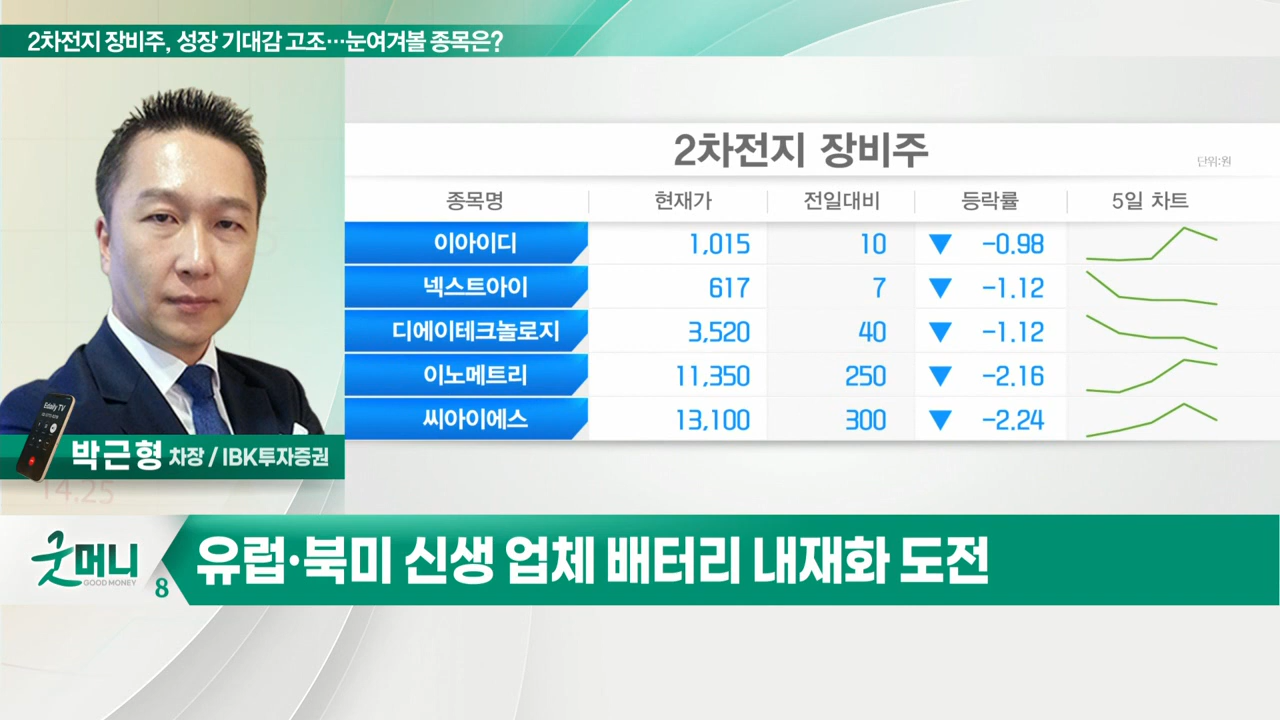 2차전지 장비주, 성장 기대감 고조…눈여겨볼 종목은?
2차전지 장비주
단위:원
종목명 현재가 전일대비 등락률 5일 차트
이아이디 1,015 10 ▼ -0.98
넥스트아이 617 7 ▼ -1.12
디에이테크놀로지 3,520 40 ▼ -1.12
이노메트리 11,350 250 ▼ -2.16
씨아이에스 13,100 300 ▼ -2.24
Edaily TV
박근형 차장 / IBK투자증권
14.25
굿머니
GOOD MONEY
8
유럽·북미 신생 업체 배터리 내재화 도전